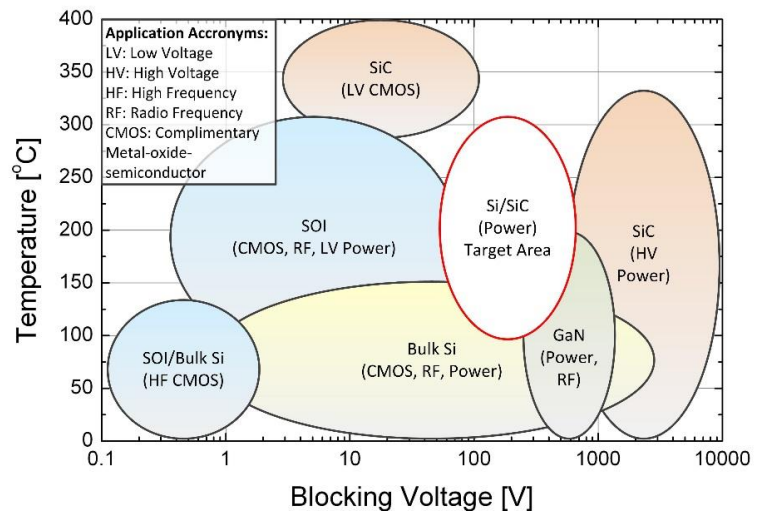 Application Accronyms:
LV: Low Voltage
HV: High Voltage
HF: High Frequency
RF: Radio Frequency
CMOS: Complimentary
Metal-oxide-
semiconductor
SiC
(LV CMOS)
SOI
(CMOS, RF, LV Power)
Si/SiC
(Power)
Target Area
SiC
(HV
Power)
SOI/Bulk Si
(HF CMOS)
Bulk Si
(CMOS, RF, Power)
GaN
(Power,
RF)
Temperature [°C]
400
350
300
250
200
150
100
50
0
0.1 1 10 100 1000 10000
Blocking Voltage [V]